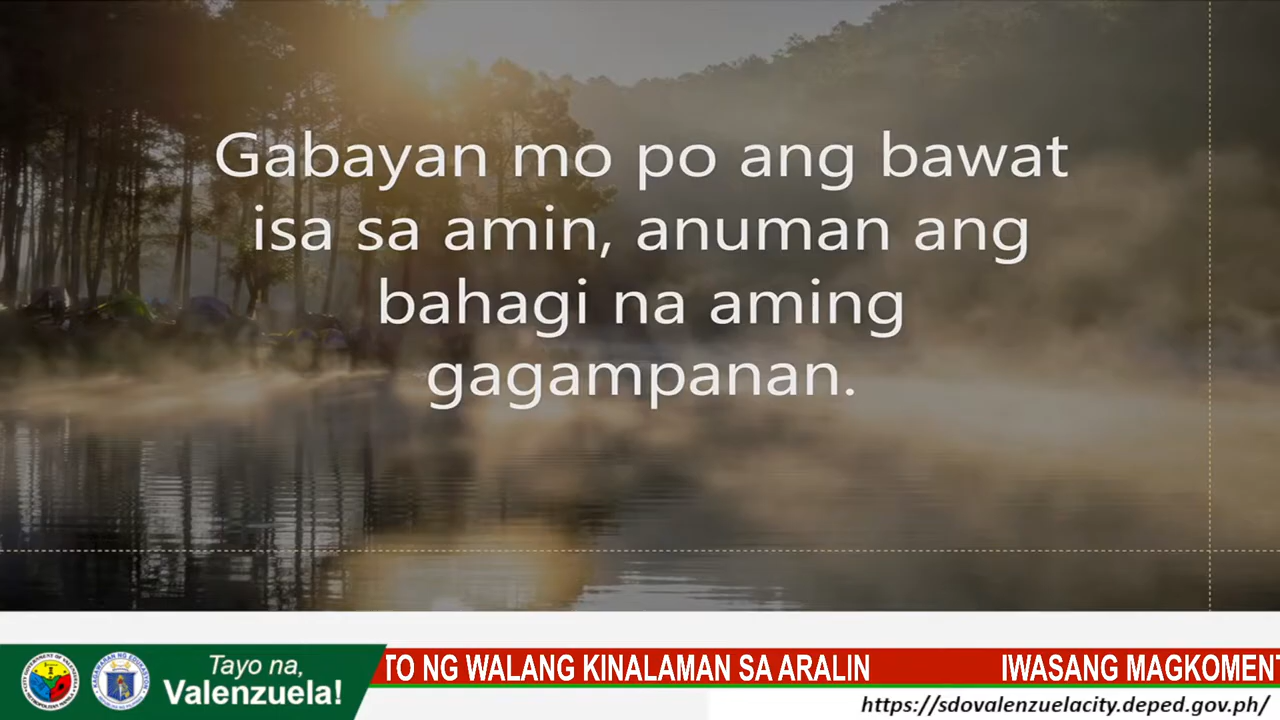 Gabayan mo po ang bawat
isa sa amin, anuman ang
bahagi na aming
gagampanan.
Tayo na,
Valenzuela!
TO NG WALANG KINALAMAN SA ARALIN
IWASANG MAGKOMENT
https://sdovalenzuelacity.deped.gov.ph/